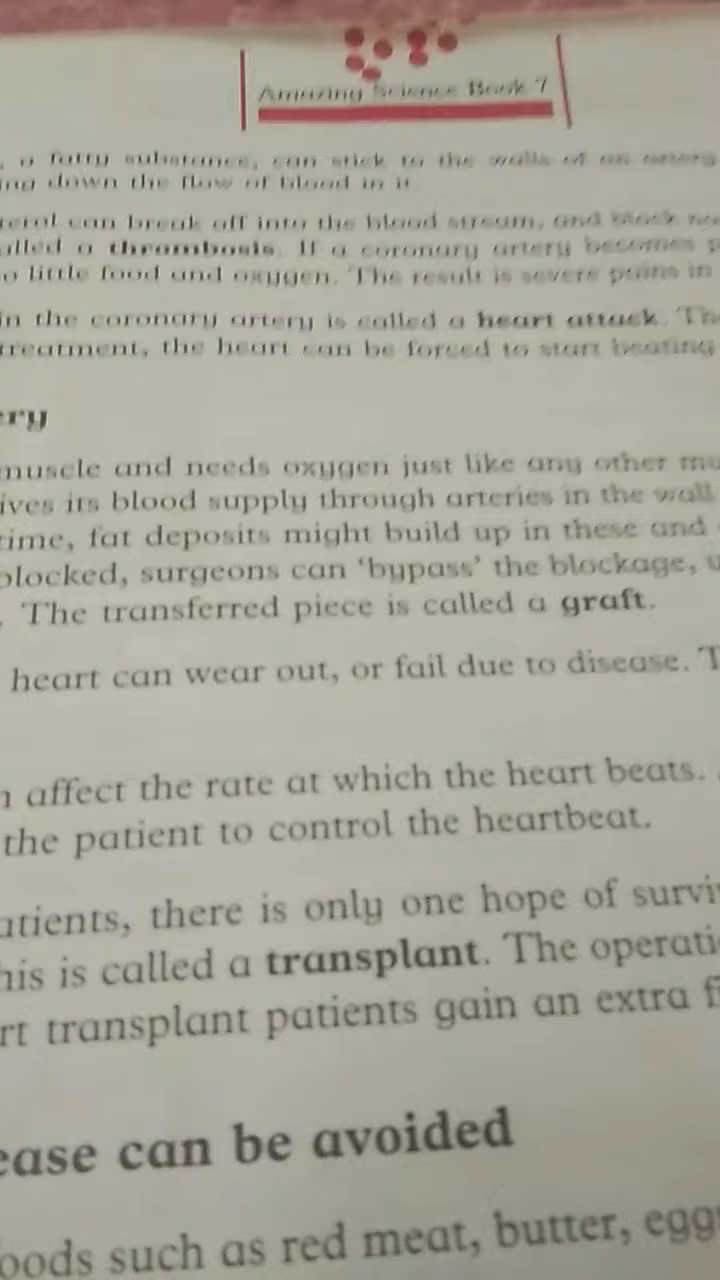 Amazing Science Book 7
, a fatty substance, can stick to the walls of an artery
ing down the flow of blood in it
terol can break off into the blood stream, and block
alled a thrombosis. If a coronary artery becomes
o little food and oxygen. The result is severe pains in
in the coronary artery is called a heart attack. Th
treatment, the heart can be forced to start beating
ery
muscle and needs oxygen just like any other mu
ives its blood supply through arteries in the wall
time, fat deposits might build up in these and
blocked, surgeons can 'bypass' the blockage, u
. The transferred piece is called a graft.
heart can wear out, or fail due to disease. T
n affect the rate at which the heart beats.
the patient to control the heartbeat.
atients, there is only one hope of surviv
his is called a transplant. The operati
rt transplant patients gain an extra f
ease can be avoided
oods such as red meat, butter, egg